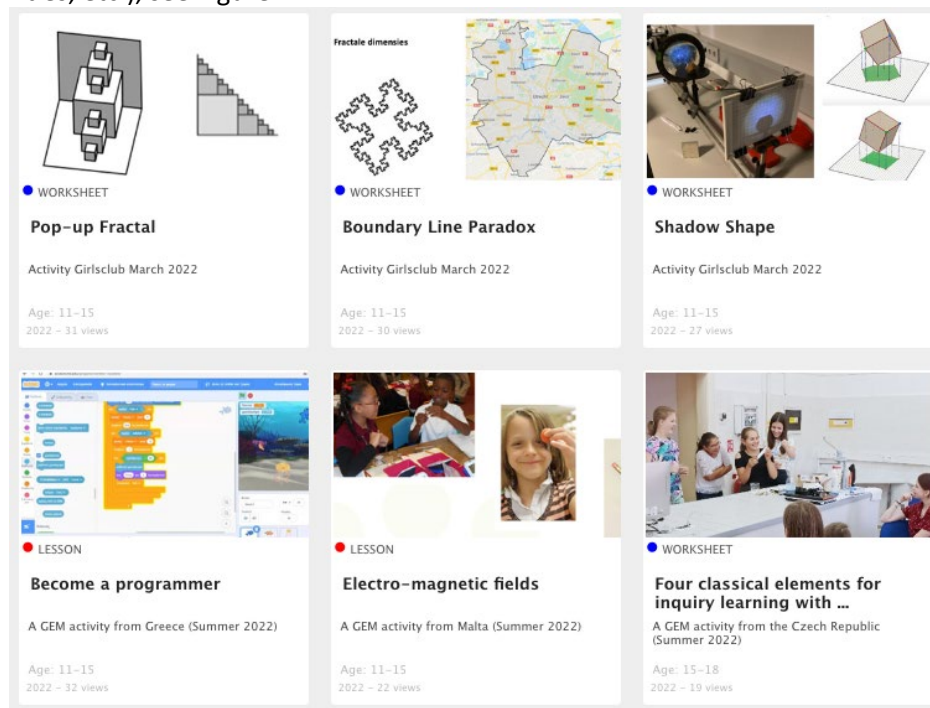 Fractale dimensies
WORKSHEET
WORKSHEET
WORKSHEET
Pop-up Fractal
Boundary Line Paradox
Shadow Shape
Activity Girlsclub March 2022
Activity Girlsclub March 2022
Activity Girlsclub March 2022
Age: 11-15
Age: 11-15
Age: 11-15
2022 - 31 views
2022 - 30 views
2022 - 27 views
LESSON
LESSON
WORKSHEET
Become a programmer
Electro-magnetic fields
Four classical elements for
inquiry learning with ...
A GEM activity from Greece (Summer 2022)
A GEM activity from Malta (Summer 2022)
A GEM activity from the Czech Republic
(Summer 2022)
Age: 11-15
Age: 11-15
Age: 15-18
2022 - 32 views
2022 - 22 views
2022 - 19 views